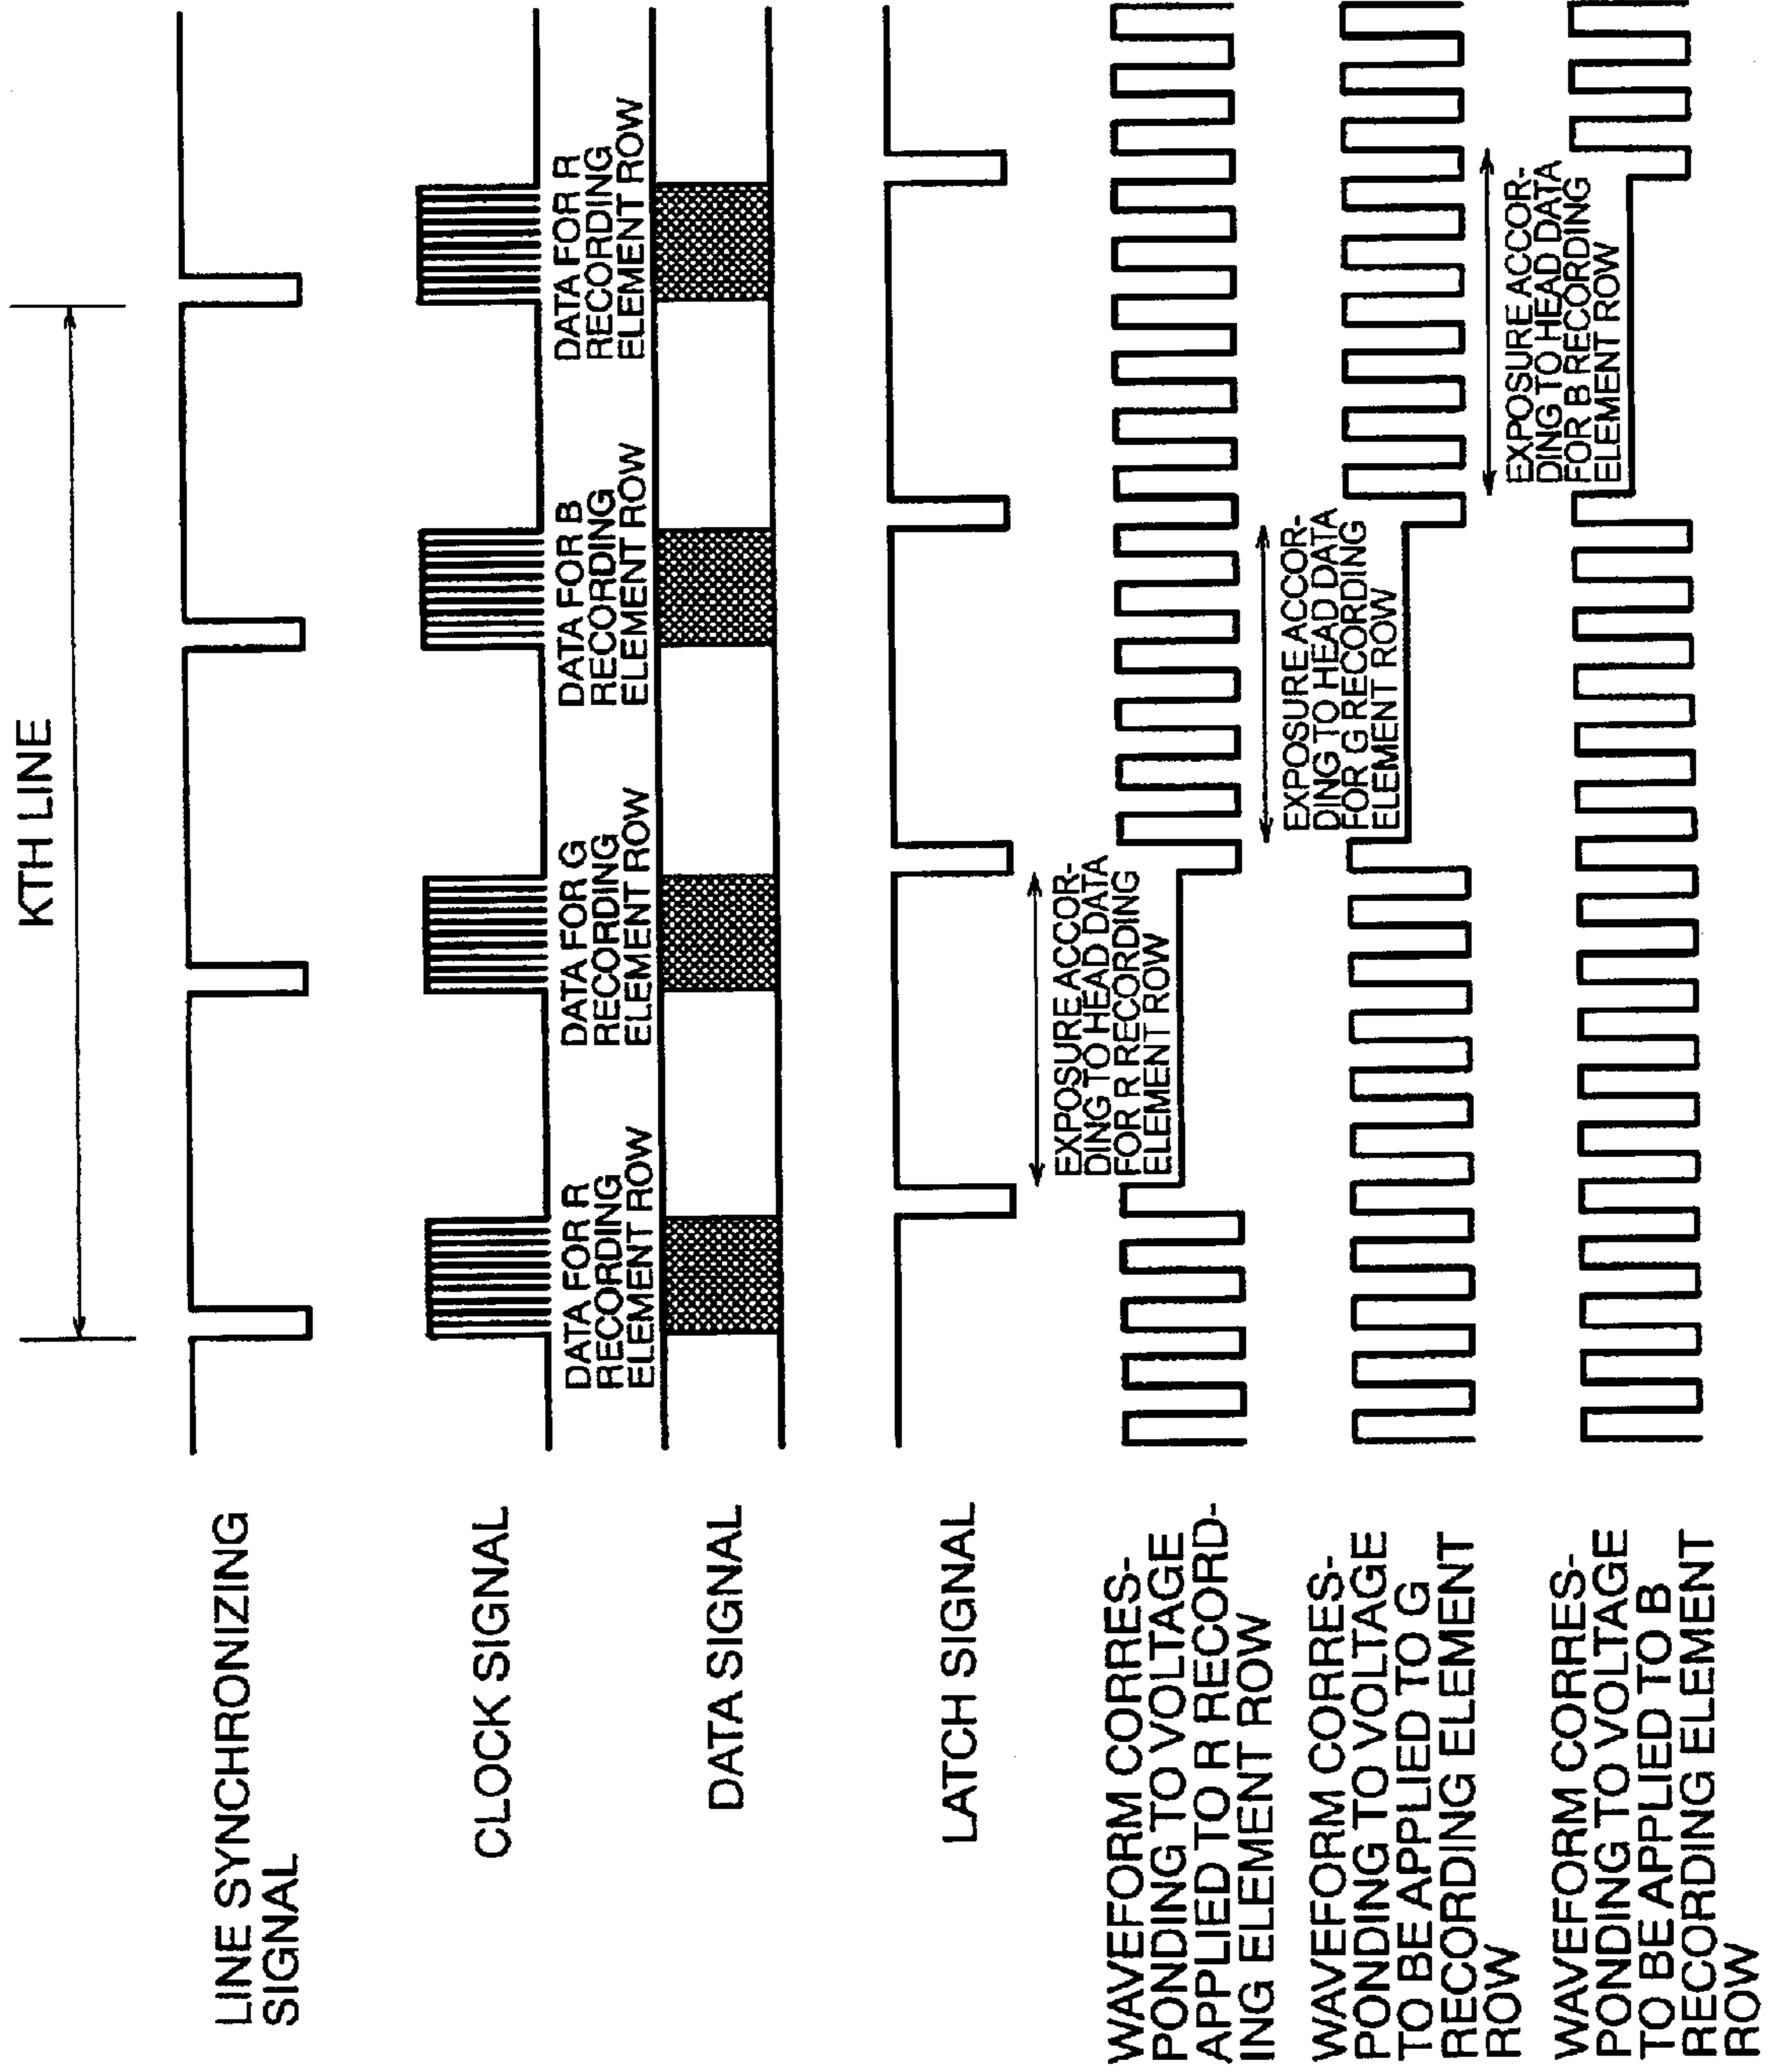 KTH LINE
LINE SYNCHRONIZING
SIGNAL
CLOCK SIGNAL
DATA FOR R
RECORDING
ELEMENT ROW
DATA FOR G
RECORDING
ELEMENT ROW
DATA FOR B
RECORDING
ELEMENT ROW
DATA FOR R
RECORDING
ELEMENT ROW
DATA SIGNAL
LATCH SIGNAL
EXPOSURE ACCOR-
DING TO HEAD DATA
FOR R RECORDING
ELEMENT ROW
WAVEFORM CORRES-
PONDING TO VOLTAGE
APPLIED TO R RECORD-
ING ELEMENT ROW
EXPOSURE ACCOR-
DING TO HEAD DATA
FOR G RECORDING
ELEMENT ROW
WAVEFORM CORRES-
PONDING TO VOLTAGE
TO BE APPLIED TO G
RECORDING ELEMENT
ROW
EXPOSURE ACCOR-
DING TO HEAD DATA
FOR B RECORDING
ELEMENT ROW
WAVEFORM CORRES-
PONDING TO VOLTAGE
TO BE APPLIED TO B
RECORDING ELEMENT
ROW